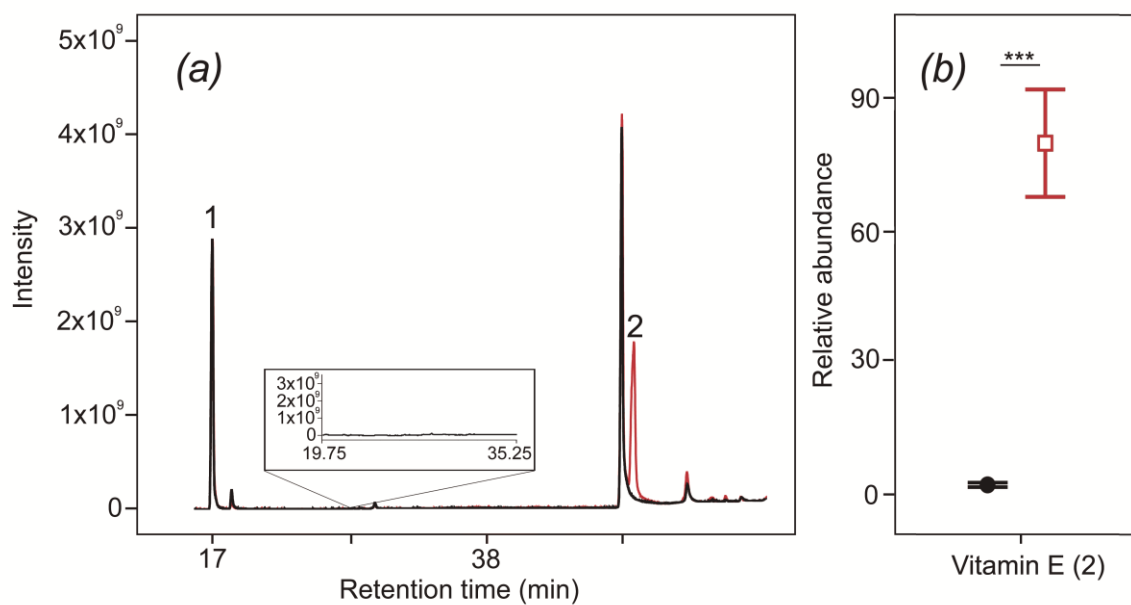 (a)
Intensity
5x10⁹
4x10⁹
3x10⁹
2x10⁹
1x10⁹
0
1
2
3x10⁹
2x10⁹
1x10⁹
0
19.75 35.25
17 38
Retention time (min)
(b)
***
Relative abundance
90
60
30
0
Vitamin E (2)